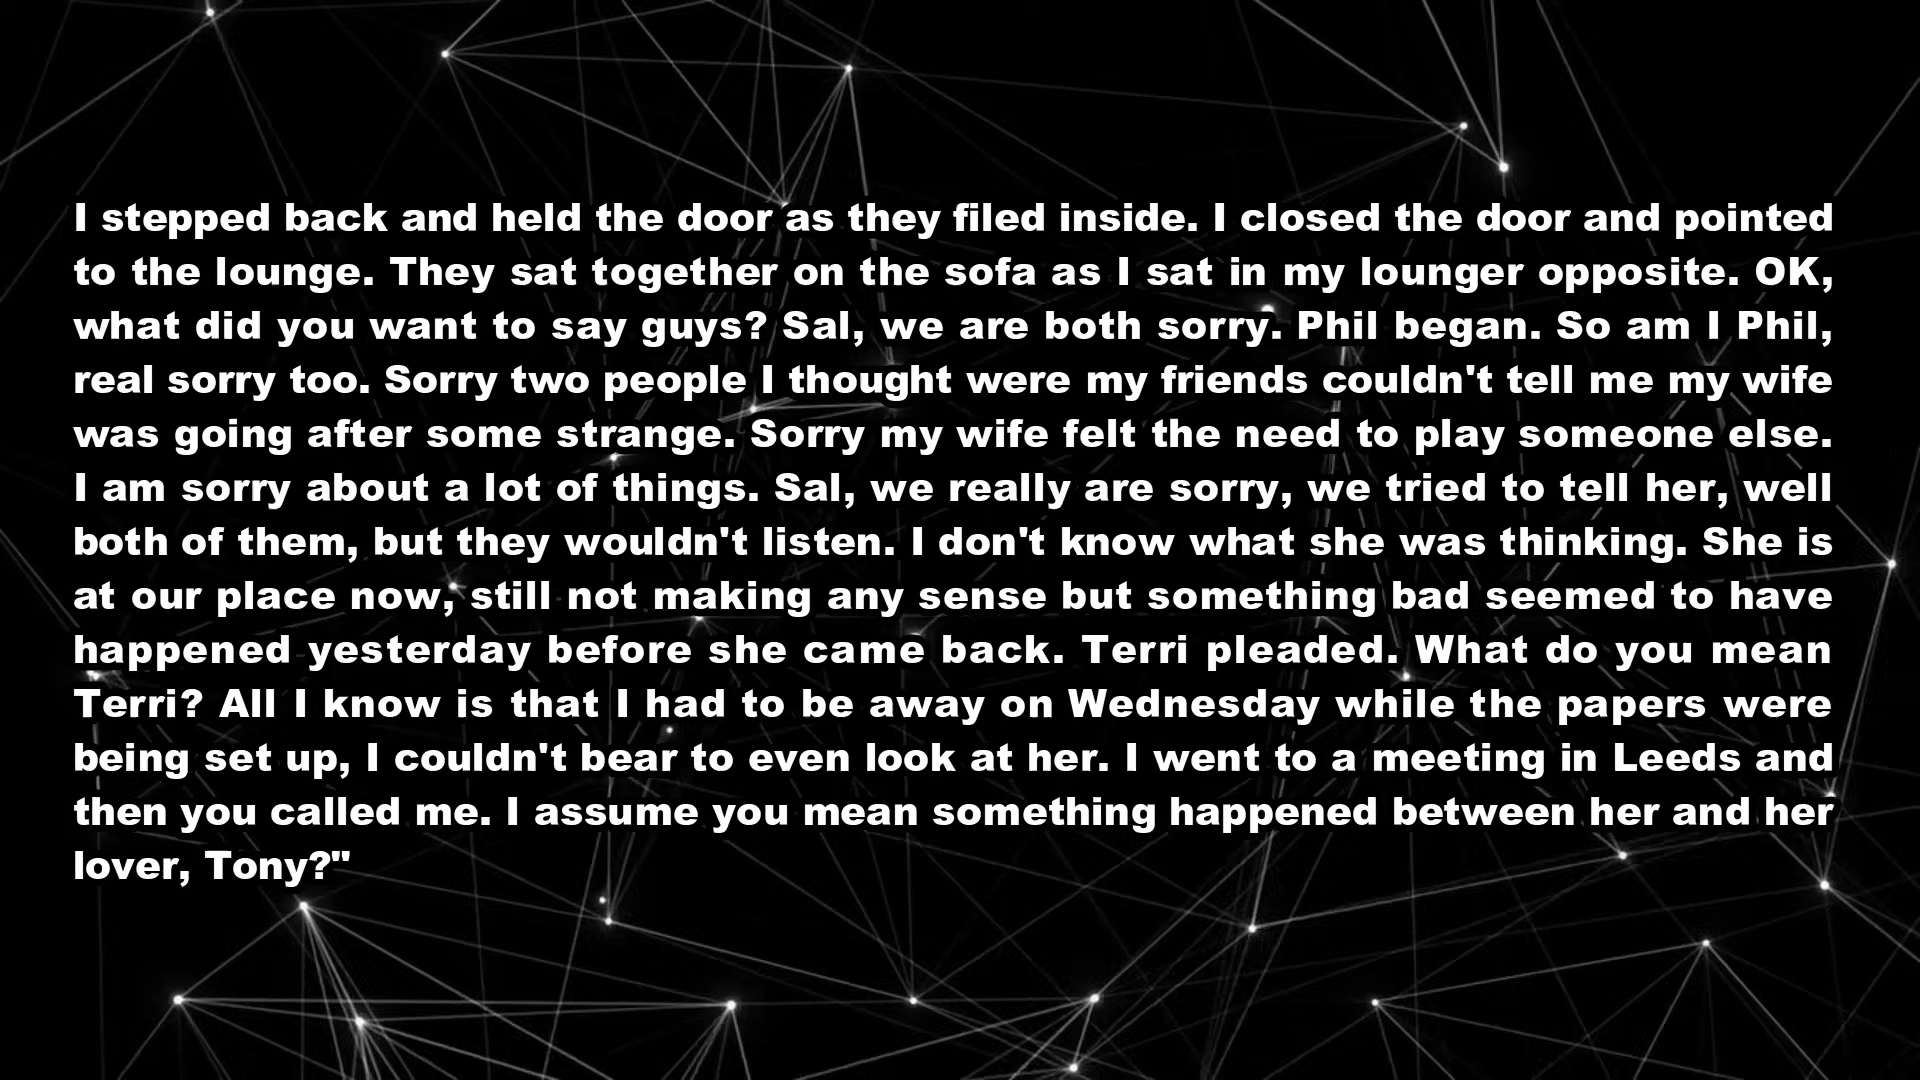 I stepped back and held the door as they filed inside. I closed the door and pointed
to the lounge. They sat together on the sofa as I sat in my lounger opposite. OK,
what did you want to say guys? Sal, we are both sorry. Phil began. So am I Phil,
real sorry too. Sorry two people I thought were my friends couldn't tell me my wife
was going after some strange. Sorry my wife felt the need to play someone else.
I am sorry about a lot of things. Sal, we really are sorry, we tried to tell her, well
both of them, but they wouldn't listen. I don't know what she was thinking. She is
at our place now, still not making any sense but something bad seemed to have
happened yesterday before she came back. Terri pleaded. What do you mean
Terri? All I know is that I had to be away on Wednesday while the papers were
being set up, I couldn't bear to even look at her. I went to a meeting in Leeds and
then you called me. I assume you mean something happened between her and her
lover, Tony?"